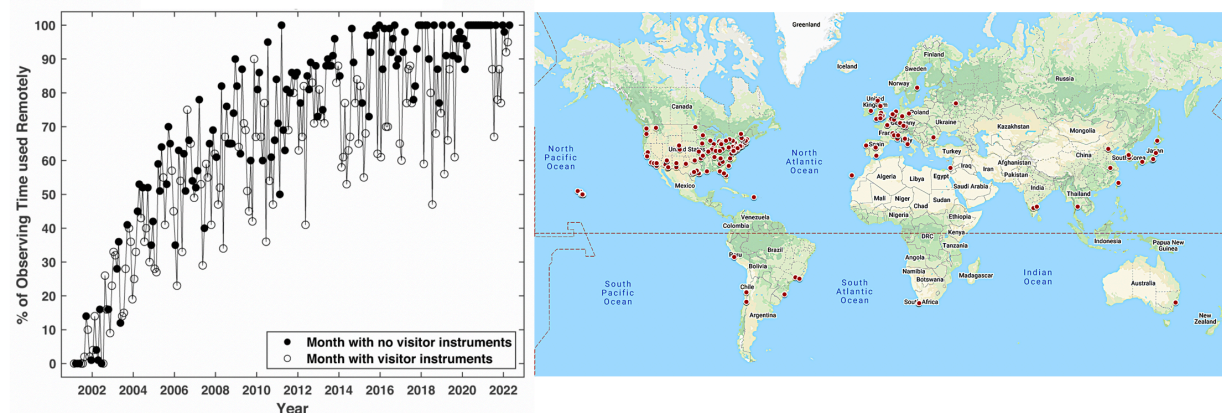 % of Observing Time used Remotely
100
90
80
70
60
50
40
30
20
10
0
2002 2004 2006 2008 2010 2012 2014 2016 2018 2020 2022
Year
Month with no visitor instruments
Month with visitor instruments
Greenland
Iceland
Finland
Sweden
Norway
Russia
Canada
United Kingdom
Poland
Germany
Ukraine
Kazakhstan
Mongolia
France
Spain
Turkey
North Pacific Ocean
United States
North Atlantic Ocean
China
South Korea
Japan
Iraq
Iran
Afghanistan
Pakistan
Mexico
Algeria
Libya
Egypt
Saudi Arabia
India
Thailand
Mali
Niger
Chad
Sudan
Nigeria
Ethiopia
Venezuela
Colombia
Kenya
DRC
Tanzania
Indonesia
Papua New Guinea
Peru
Brazil
Bolivia
Angola
Namibia
Botswana
Madagascar
Indian Ocean
Australia
South Pacific Ocean
Chile
South Atlantic Ocean
South Africa
Argentina
New Zealand